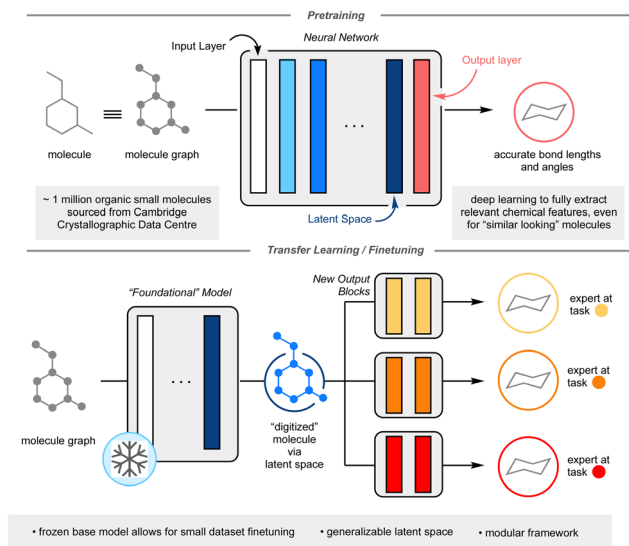 Pretraining
Neural Network
Input Layer
Output layer
. . .
molecule
molecule graph
accurate bond lengths
and angles
~ 1 million organic small molecules
sourced from Cambridge
Crystallographic Data Centre
Latent Space
deep learning to fully extract
relevant chemical features, even
for “similar looking” molecules
Transfer Learning / Finetuning
“Foundational” Model
New Output
Blocks
expert at
task
. . .
molecule graph
“digitized”
molecule
via
latent space
expert at
task
expert at
task
• frozen base model allows for small dataset finetuning • generalizable latent space • modular framework